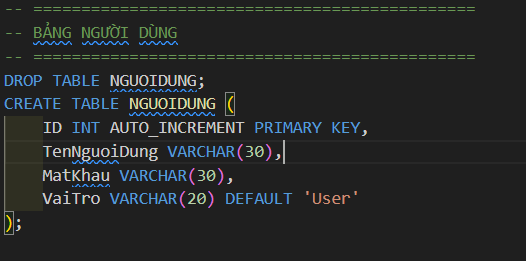 -- ==============================================
-- BẢNG NGƯỜI DÙNG
-- ==============================================
DROP TABLE NGUOIDUNG;
CREATE TABLE NGUOIDUNG (
    ID INT AUTO_INCREMENT PRIMARY KEY,
    TenNguoiDung VARCHAR(30),
    MatKhau VARCHAR(30),
    VaiTro VARCHAR(20) DEFAULT 'User'
);